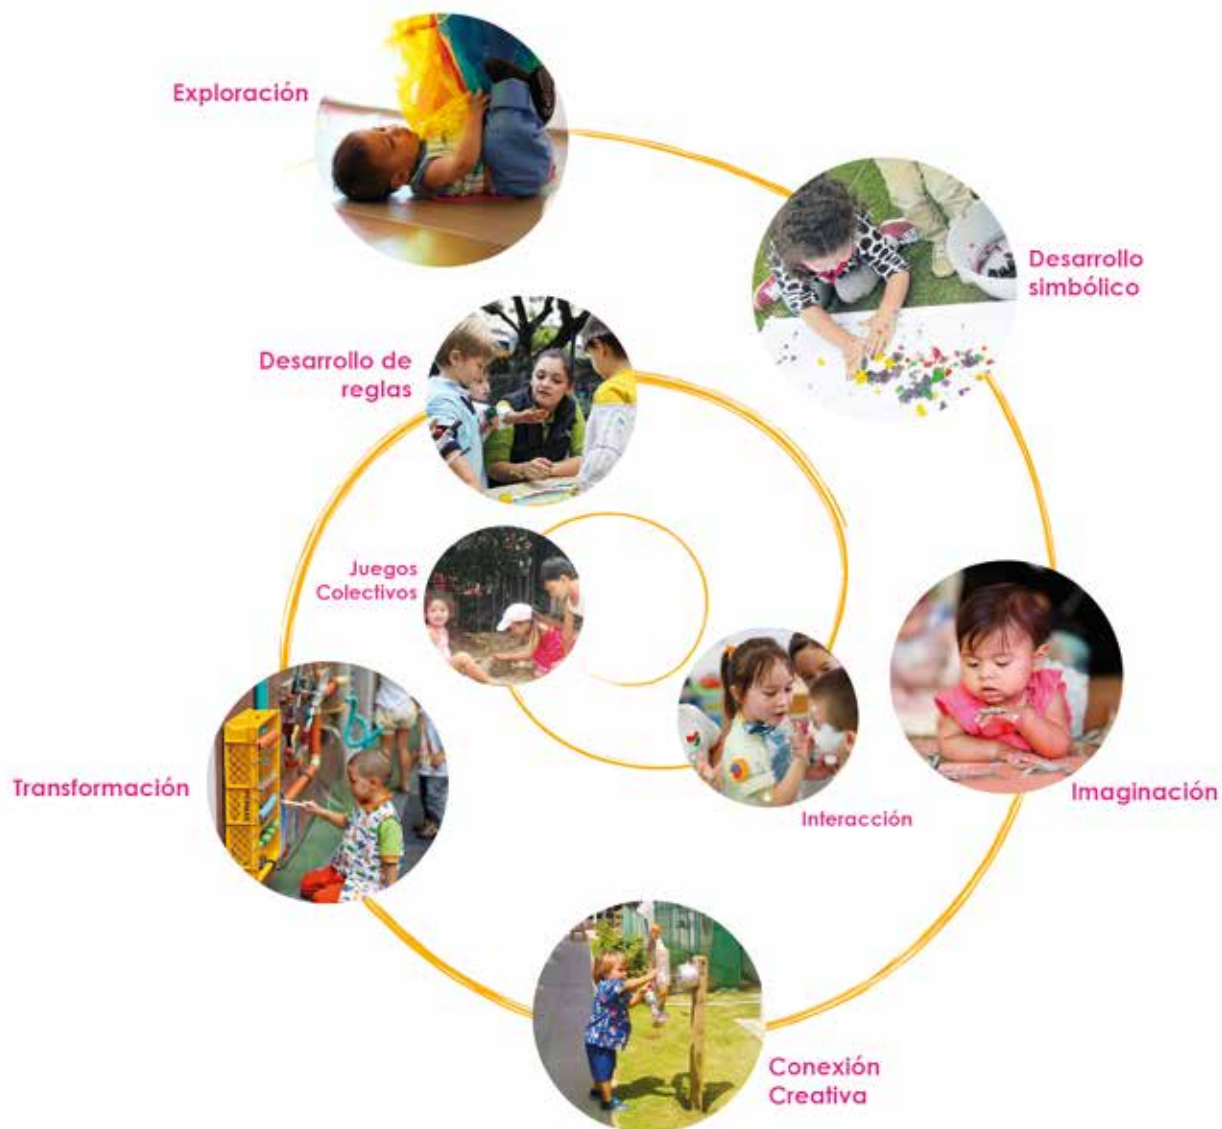 Exploración
Desarrollo
simbólico
Desarrollo de
reglas
Juegos
Colectivos
Transformación
Interacción
Imaginación
Conexión
Creativa